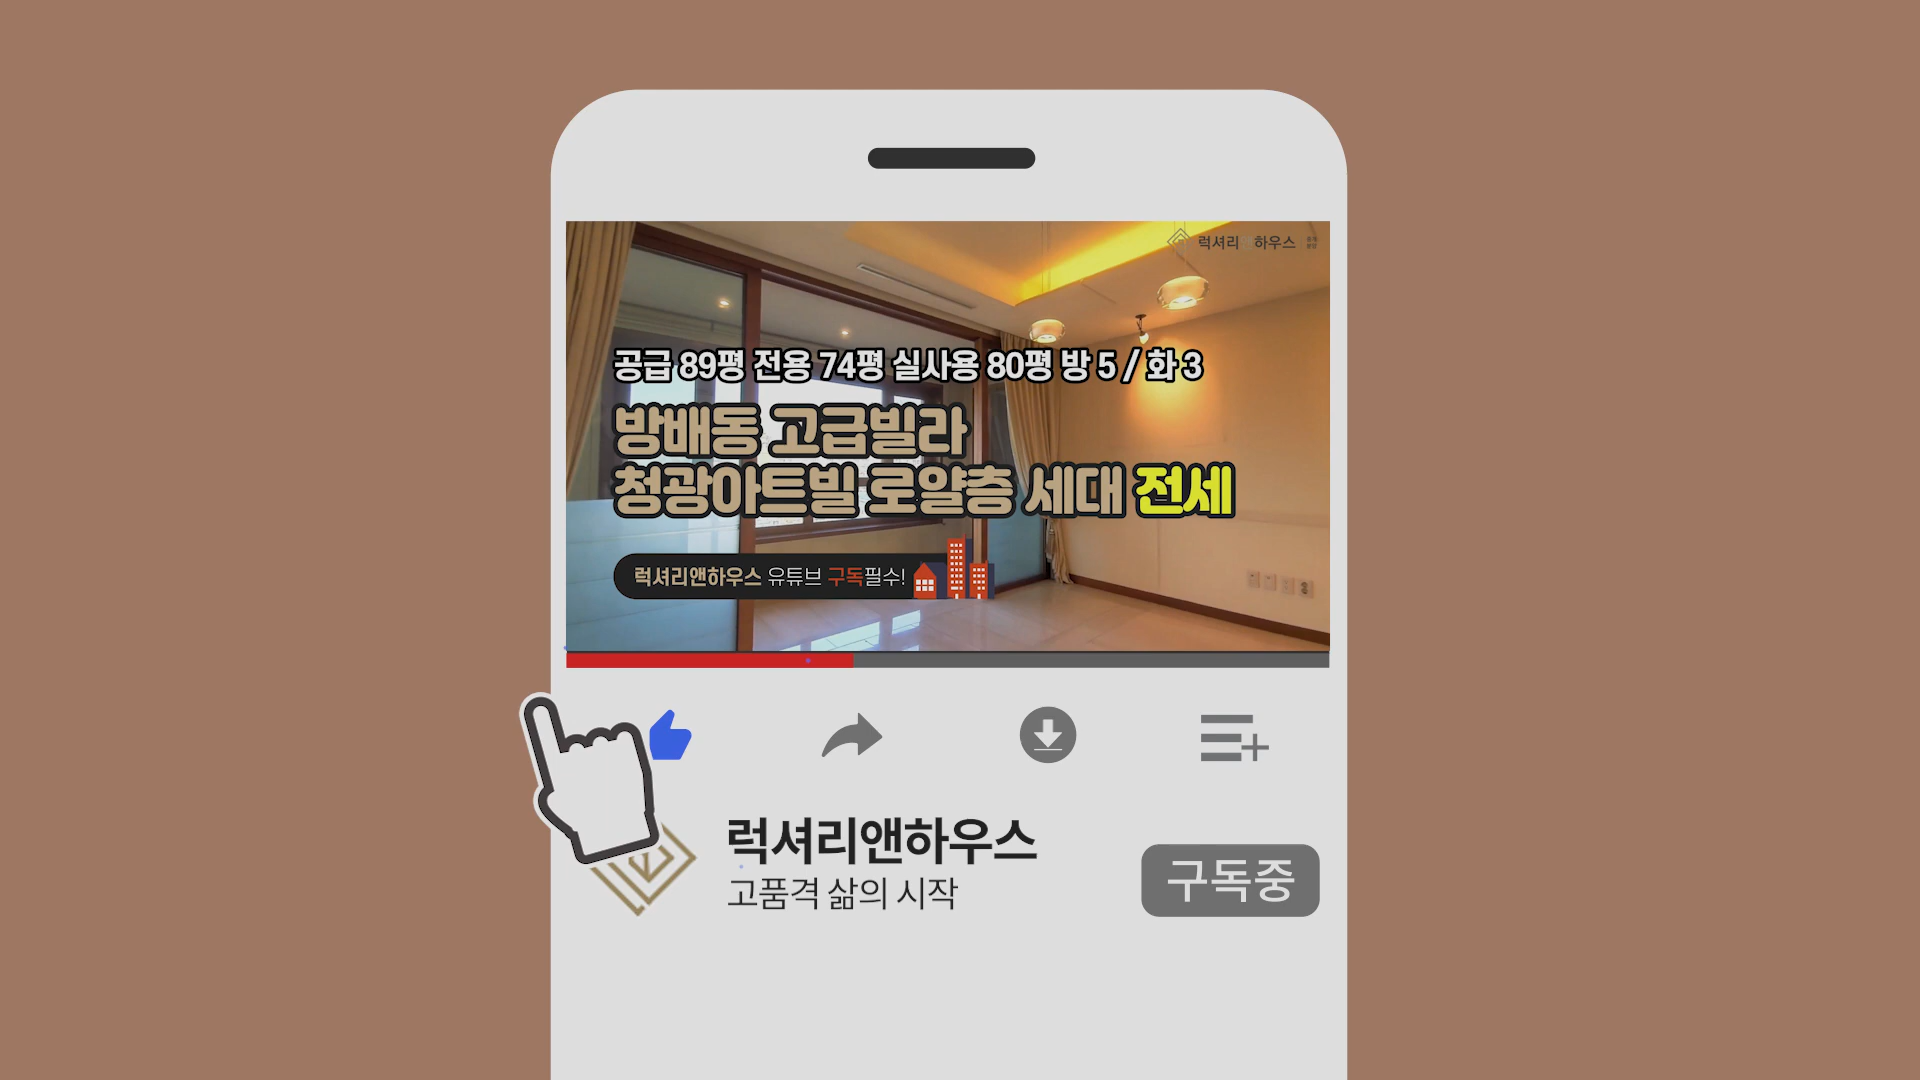 럭셔리앤하우스
공급 89평 전용 74평 실사용 80평 방 5 / 화 3
방배동 고급빌라
청광아트빌 로얄층 세대 전세
럭셔리앤하우스 유튜브 구독필수!
럭셔리앤하우스
고품격 삶의 시작
구독중